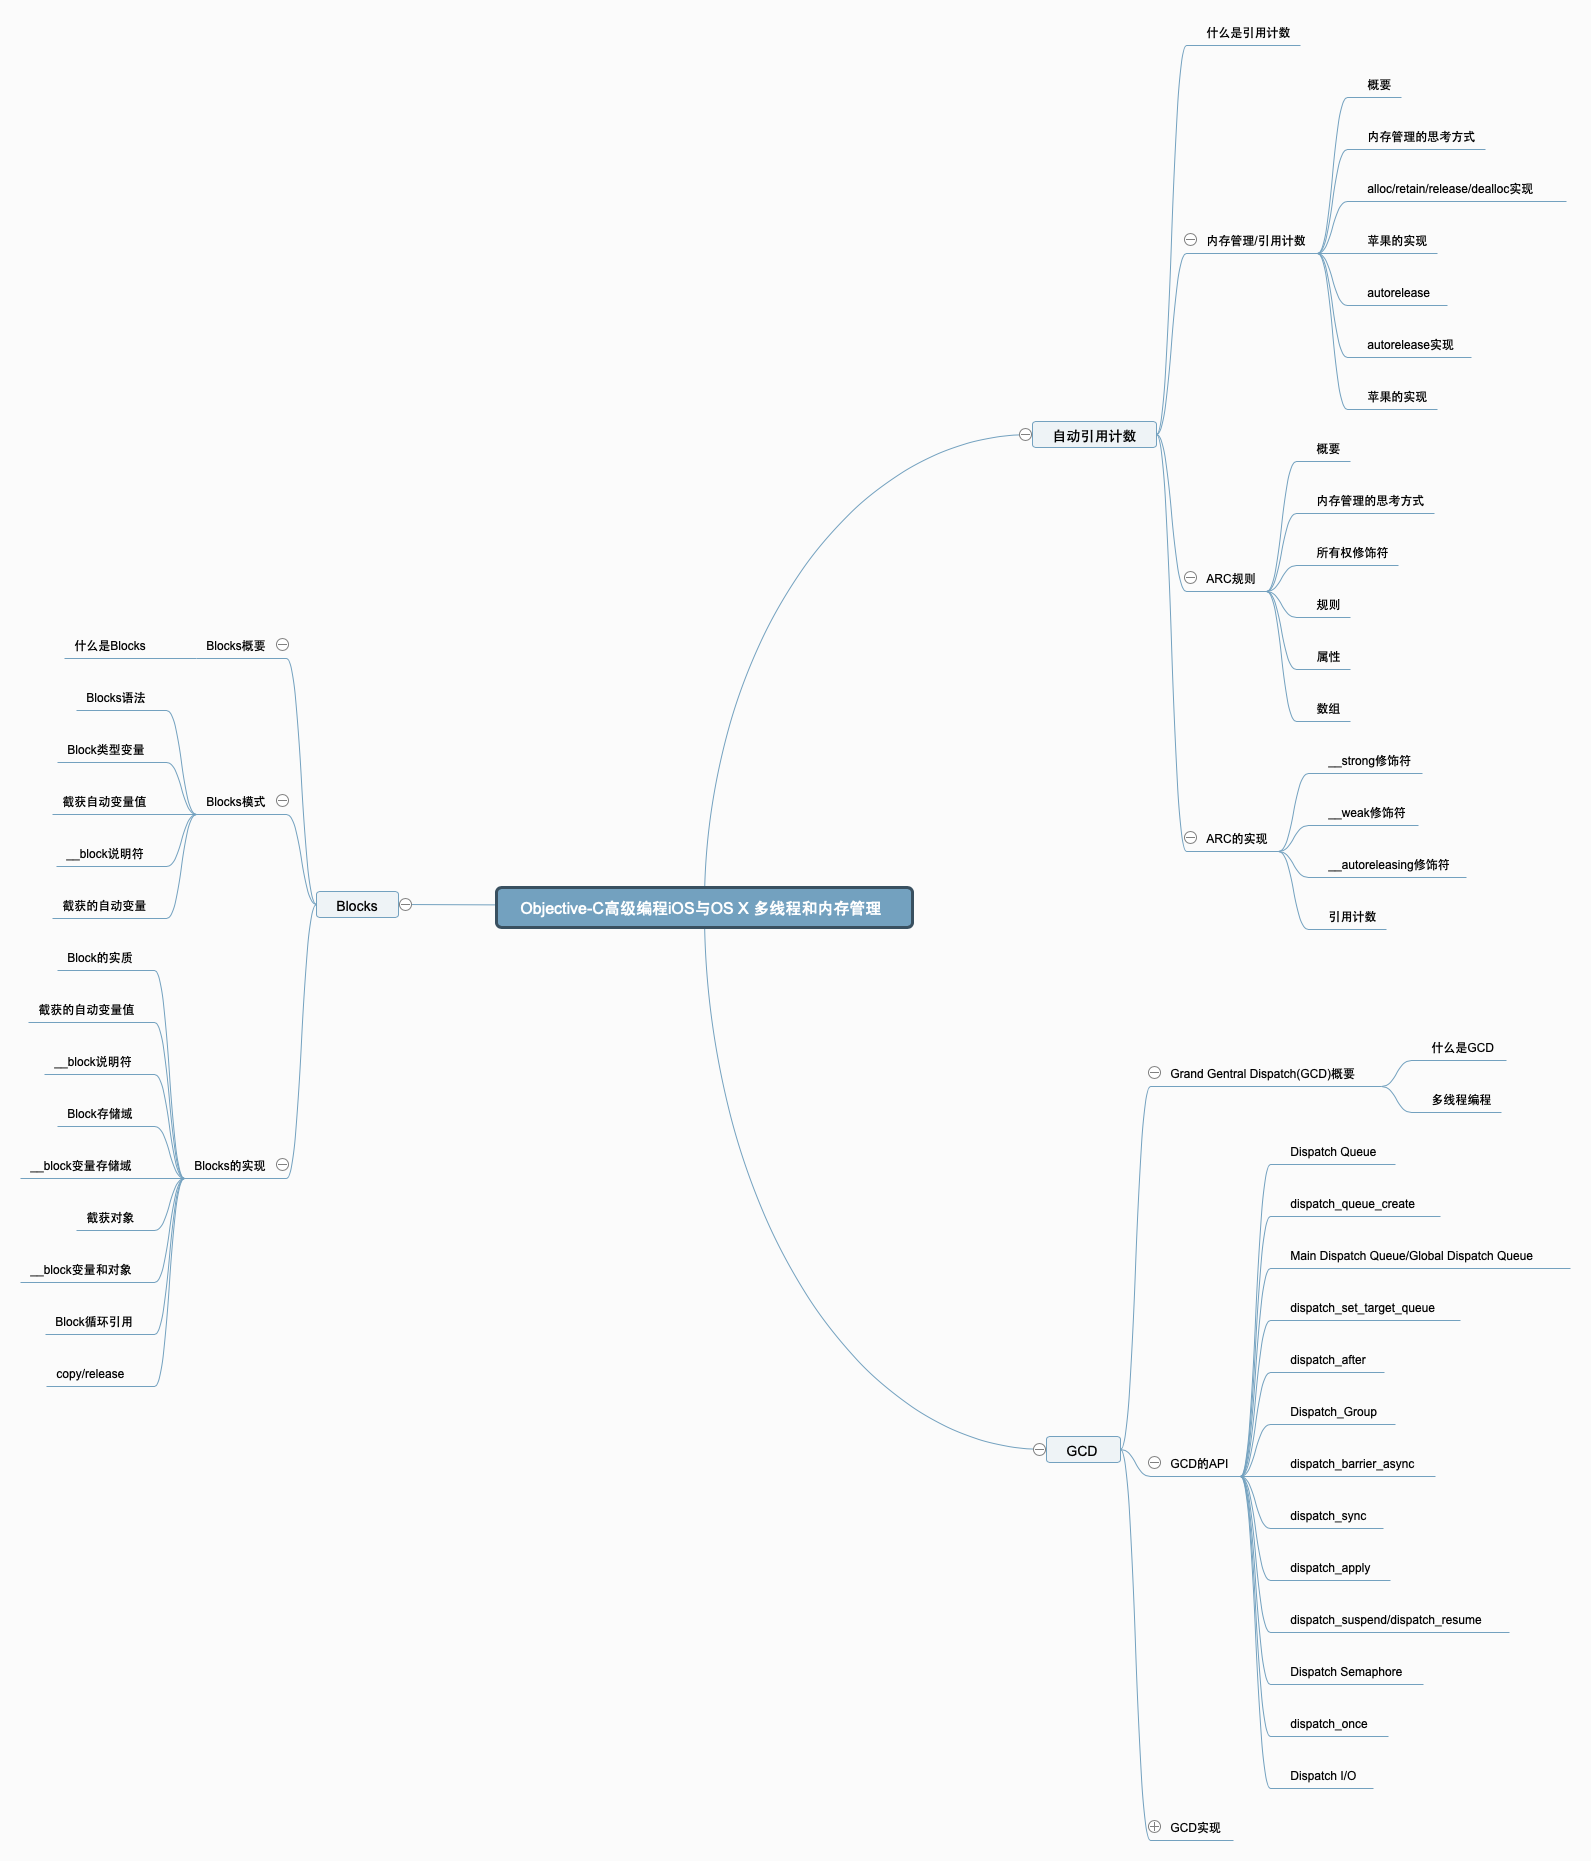 Objective-C高级编程iOS与OS X 多线程和内存管理
自动引用计数
什么是引用计数
内存管理/引用计数
概要
内存管理的思考方式
alloc/retain/release/dealloc实现
苹果的实现
autorelease
autorelease实现
苹果的实现
ARC规则
概要
内存管理的思考方式
所有权修饰符
规则
属性
数组
ARC的实现
__strong修饰符
__weak修饰符
__autoreleasing修饰符
引用计数
Blocks
Blocks概要
什么是Blocks
Blocks模式
Blocks语法
Block类型变量
截获自动变量值
__block说明符
截获的自动变量
Blocks的实现
Block的实质
截获的自动变量值
__block说明符
Block存储域
__block变量存储域
截获对象
__block变量和对象
Block循环引用
copy/release
GCD
Grand Gentral Dispatch(GCD)概要
什么是GCD
多线程编程
GCD的API
Dispatch Queue
dispatch_queue_create
Main Dispatch Queue/Global Dispatch Queue
dispatch_set_target_queue
dispatch_after
Dispatch_Group
dispatch_barrier_async
dispatch_sync
dispatch_apply
dispatch_suspend/dispatch_resume
Dispatch Semaphore
dispatch_once
Dispatch I/O
GCD实现